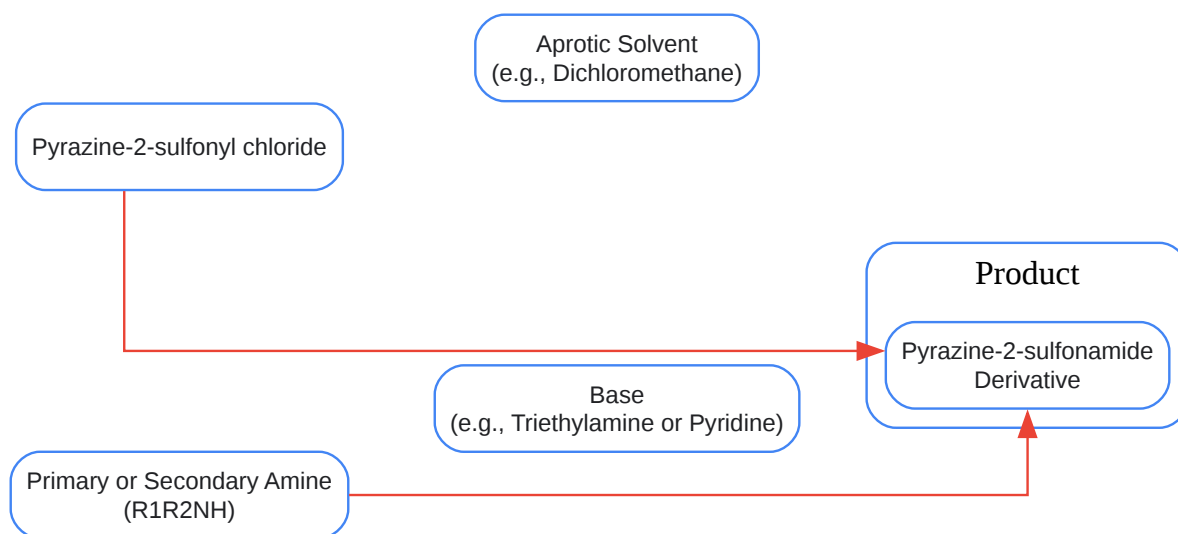 Aprotic Solvent
(e.g., Dichloromethane)
Pyrazine-2-sulfonyl chloride
Product
Pyrazine-2-sulfonamide
Derivative
Base
(e.g., Triethylamine or Pyridine)
Primary or Secondary Amine
(R1R2NH)